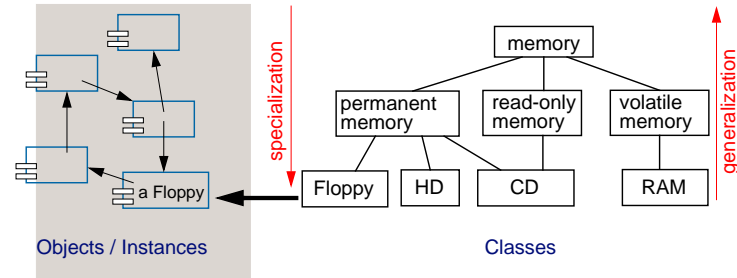 memory
specialization
generalization
permanent
memory
read-only
memory
volatile
memory
a Floppy
Floppy
HD
CD
RAM
Objects / Instances
Classes